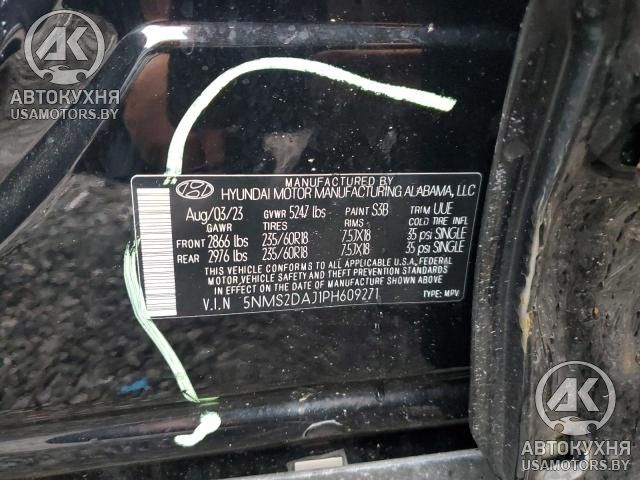 AK
АВТОКУХНЯ
USAMOTORS.BY
MANUFACTURED BY
HYUNDAI MOTOR MANUFACTURING ALABAMA, LLC
Aug/03/23 GVWR 5247 lbs PAINT S3B TRIM UUE
GAWR TIRES RIMS COLD TIRE INFL
FRONT 2866 lbs 235/60R18 7.5JX18 35 psi SINGLE
REAR 2976 lbs 235/60R18 7.5JX18 35 psi SINGLE
THIS VEHICLE CONFORMS TO ALL APPLICABLE U.S.A. FEDERAL
MOTOR VEHICLE SAFETY, BUMPER, AND THEFT PREVENTION STANDARDS
IN EFFECT ON THE DATE OF MANUFACTURE SHOWN ABOVE.
V.I.N 5NMS2DAJ1PH609271 TYPE: MPV
AK
АВТОКУХНЯ
USAMOTORS.BY